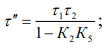 τ″ = τ₁τ₂ / (1 − K₂K₅);